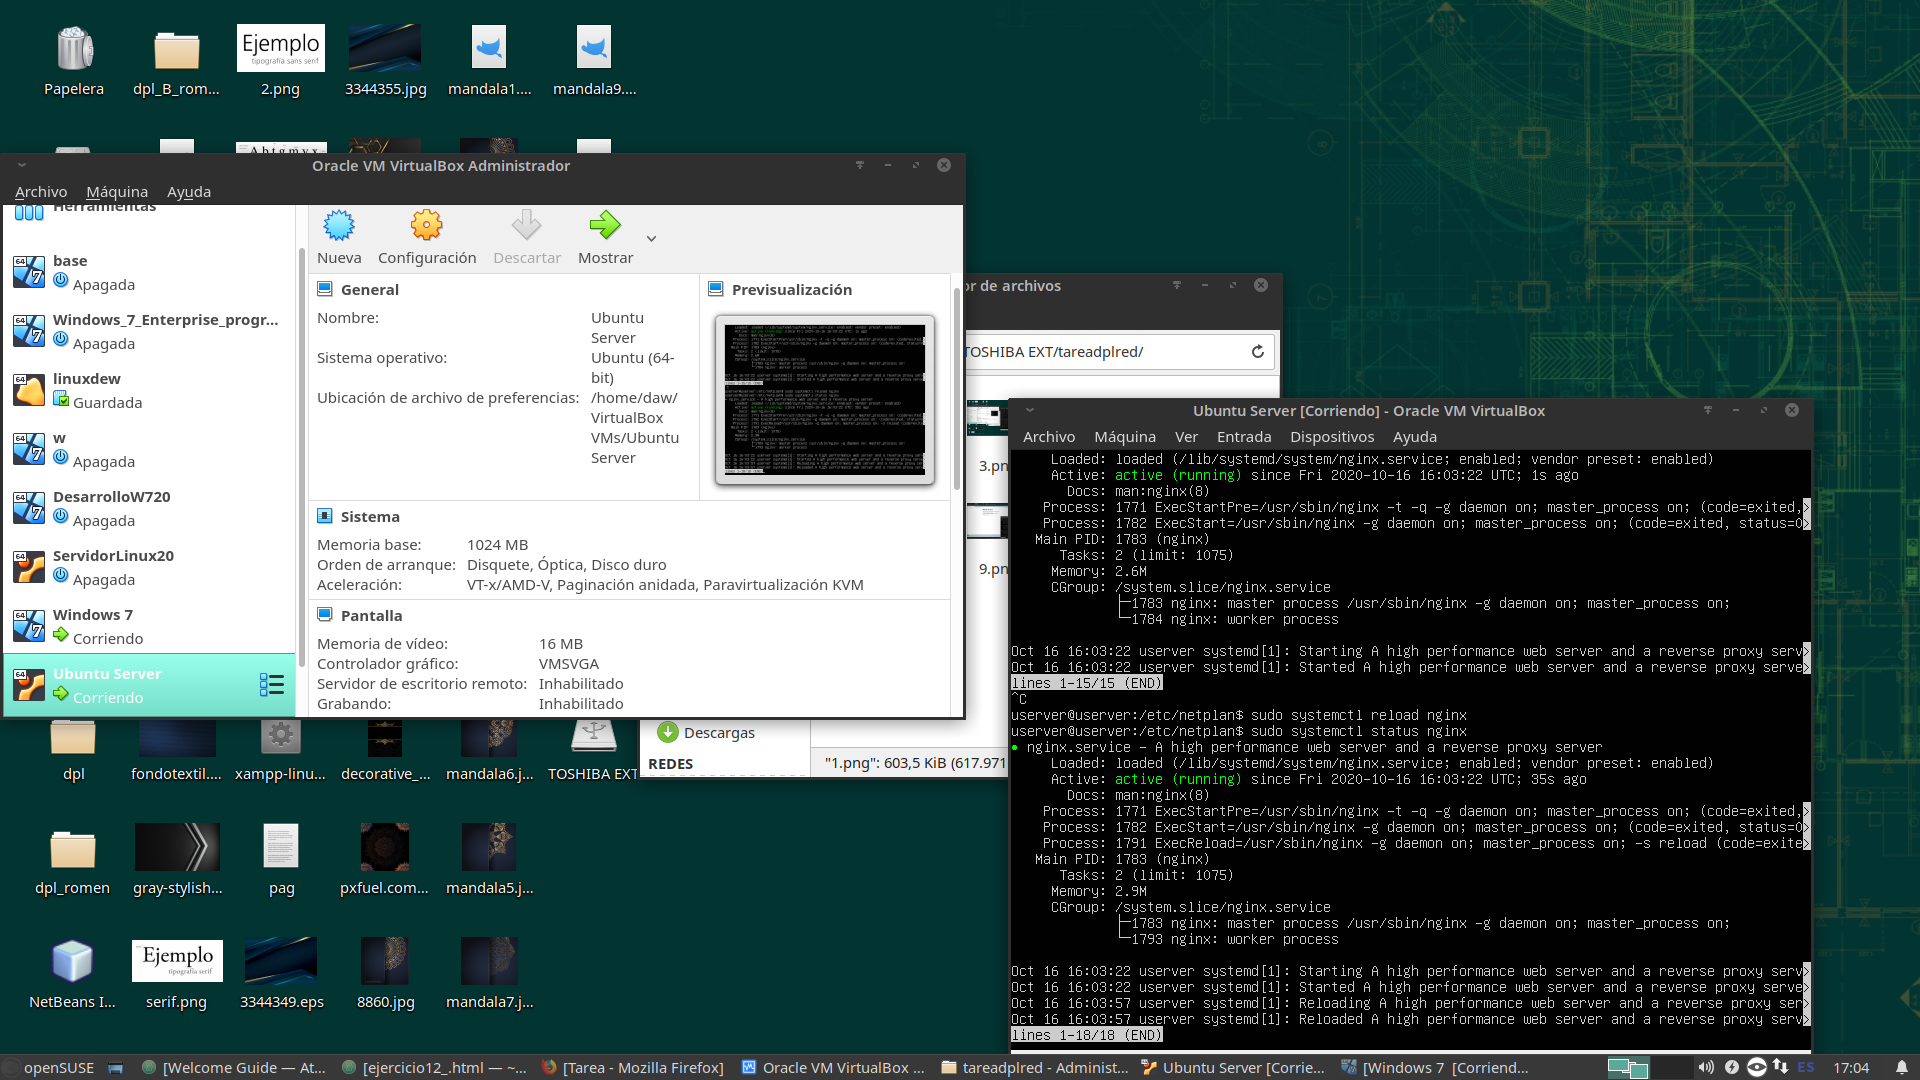 Papelera
dpl_B_rom...
Ejemplo
tipografía sans serif
2.png
3344355.jpg
mandala1....
mandala9....
Oracle VM VirtualBox Administrador
Archivo Máquina Ayuda
Herramientas
base
Apagada
Windows_7_Enterprise_progr...
Apagada
linuxdew
Guardada
w
Apagada
DesarrolloW720
Apagada
ServidorLinux20
Apagada
Windows 7
Corriendo
Ubuntu Server
Corriendo
Nueva Configuración Descartar Mostrar
General
Nombre: Ubuntu Server
Sistema operativo: Ubuntu (64-bit)
Ubicación de archivo de preferencias: /home/daw/VirtualBox VMs/Ubuntu Server
Previsualización
Sistema
Memoria base: 1024 MB
Orden de arranque: Disquete, Óptica, Disco duro
Aceleración: VT-x/AMD-V, Paginación anidada, Paravirtualización KVM
Pantalla
Memoria de vídeo: 16 MB
Controlador gráfico: VMSVGA
Servidor de escritorio remoto: Inhabilitado
Grabando: Inhabilitado
or de archivos
TOSHIBA EXT/tareadplred/
3.pn
9.pn
Descargas
REDES
"1.png": 603,5 KiB (617.971
Ubuntu Server [Corriendo] - Oracle VM VirtualBox
Archivo Máquina Ver Entrada Dispositivos Ayuda
Loaded: loaded (/lib/systemd/system/nginx.service; enabled; vendor preset: enabled)
Active: active (running) since Fri 2020-10-16 16:03:22 UTC; 1s ago
Docs: man:nginx(8)
Process: 1771 ExecStartPre=/usr/sbin/nginx -t -q -g daemon on; master_process on; (code=exited,>
Process: 1782 ExecStart=/usr/sbin/nginx -g daemon on; master_process on; (code=exited, status=0>
Main PID: 1783 (nginx)
Tasks: 2 (limit: 1075)
Memory: 2.6M
CGroup: /system.slice/nginx.service
├─1783 nginx: master process /usr/sbin/nginx -g daemon on; master_process on;
└─1784 nginx: worker process
Oct 16 16:03:22 userver systemd[1]: Starting A high performance web server and a reverse proxy serv>
Oct 16 16:03:22 userver systemd[1]: Started A high performance web server and a reverse proxy serve>
lines 1-15/15 (END)
^C
userver@userver:/etc/netplan$ sudo systemctl reload nginx
userver@userver:/etc/netplan$ sudo systemctl status nginx
● nginx.service - A high performance web server and a reverse proxy server
Loaded: loaded (/lib/systemd/system/nginx.service; enabled; vendor preset: enabled)
Active: active (running) since Fri 2020-10-16 16:03:22 UTC; 35s ago
Docs: man:nginx(8)
Process: 1771 ExecStartPre=/usr/sbin/nginx -t -q -g daemon on; master_process on; (code=exited,>
Process: 1782 ExecStart=/usr/sbin/nginx -g daemon on; master_process on; (code=exited, status=0>
Process: 1791 ExecReload=/usr/sbin/nginx -g daemon on; master_process on; -s reload (code=exite>
Main PID: 1783 (nginx)
Tasks: 2 (limit: 1075)
Memory: 2.9M
CGroup: /system.slice/nginx.service
├─1783 nginx: master process /usr/sbin/nginx -g daemon on; master_process on;
└─1793 nginx: worker process
Oct 16 16:03:22 userver systemd[1]: Starting A high performance web server and a reverse proxy serv>
Oct 16 16:03:22 userver systemd[1]: Started A high performance web server and a reverse proxy serve>
Oct 16 16:03:57 userver systemd[1]: Reloading A high performance web server and a reverse proxy ser>
Oct 16 16:03:57 userver systemd[1]: Reloaded A high performance web server and a reverse proxy serv>
lines 1-18/18 (END)
dpl
fondotextil....
xampp-linu...
decorative_...
mandala6.j...
TOSHIBA EXT
dpl_romen
gray-stylish...
pag
pxfuel.com...
mandala5.j...
NetBeans I...
Ejemplo
tipografía serif
serif.png
3344349.eps
8860.jpg
mandala7.j...
openSUSE
[Welcome Guide — At...
[ejercicio12_.html — ~...
[Tarea - Mozilla Firefox]
Oracle VM VirtualBox ...
tareadplred - Administ...
Ubuntu Server [Corrie...
[Windows 7 [Corriend...
ES
17:04